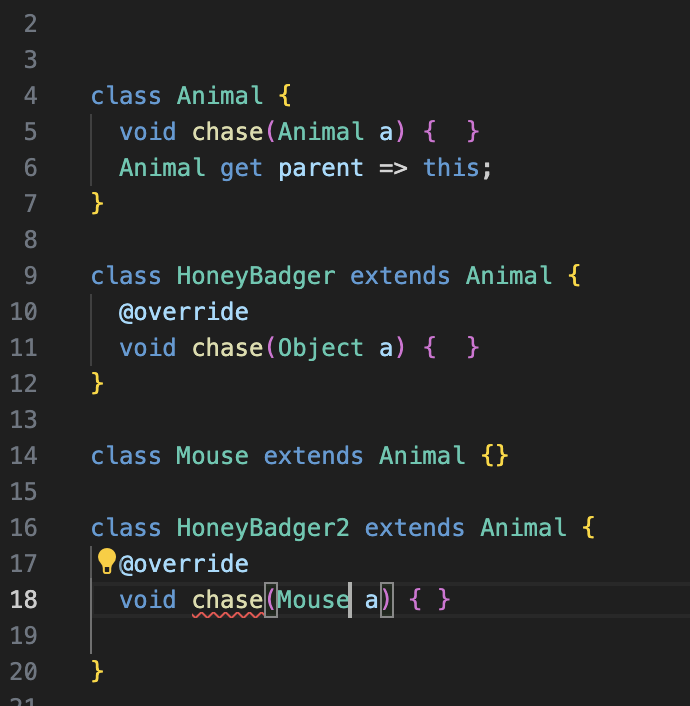 2
3
4 class Animal {
5 void chase(Animal a) {  }
6 Animal get parent => this;
7 }
8
9 class HoneyBadger extends Animal {
10 @override
11 void chase(Object a) {  }
12 }
13
14 class Mouse extends Animal {}
15
16 class HoneyBadger2 extends Animal {
17 @override
18 void chase(Mouse a) { }
19
20 }
21